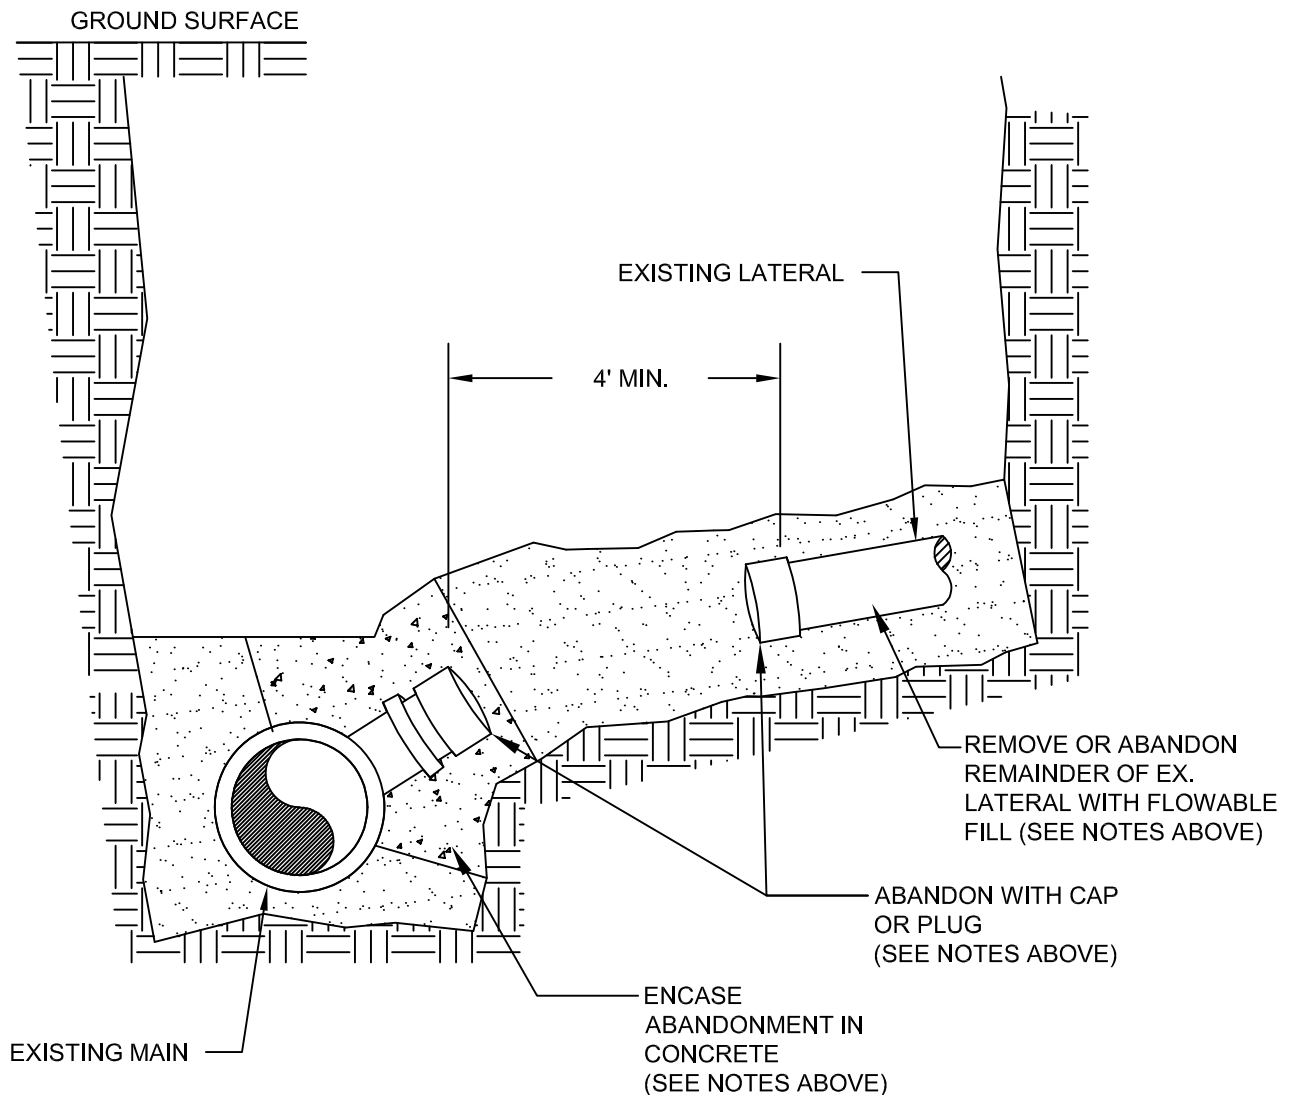 GROUND SURFACE
EXISTING LATERAL
4' MIN.
REMOVE OR ABANDON
REMAINDER OF EX.
LATERAL WITH FLOWABLE
FILL (SEE NOTES ABOVE)
ABANDON WITH CAP
OR PLUG
(SEE NOTES ABOVE)
ENCASE
ABANDONMENT IN
CONCRETE
(SEE NOTES ABOVE)
EXISTING MAIN